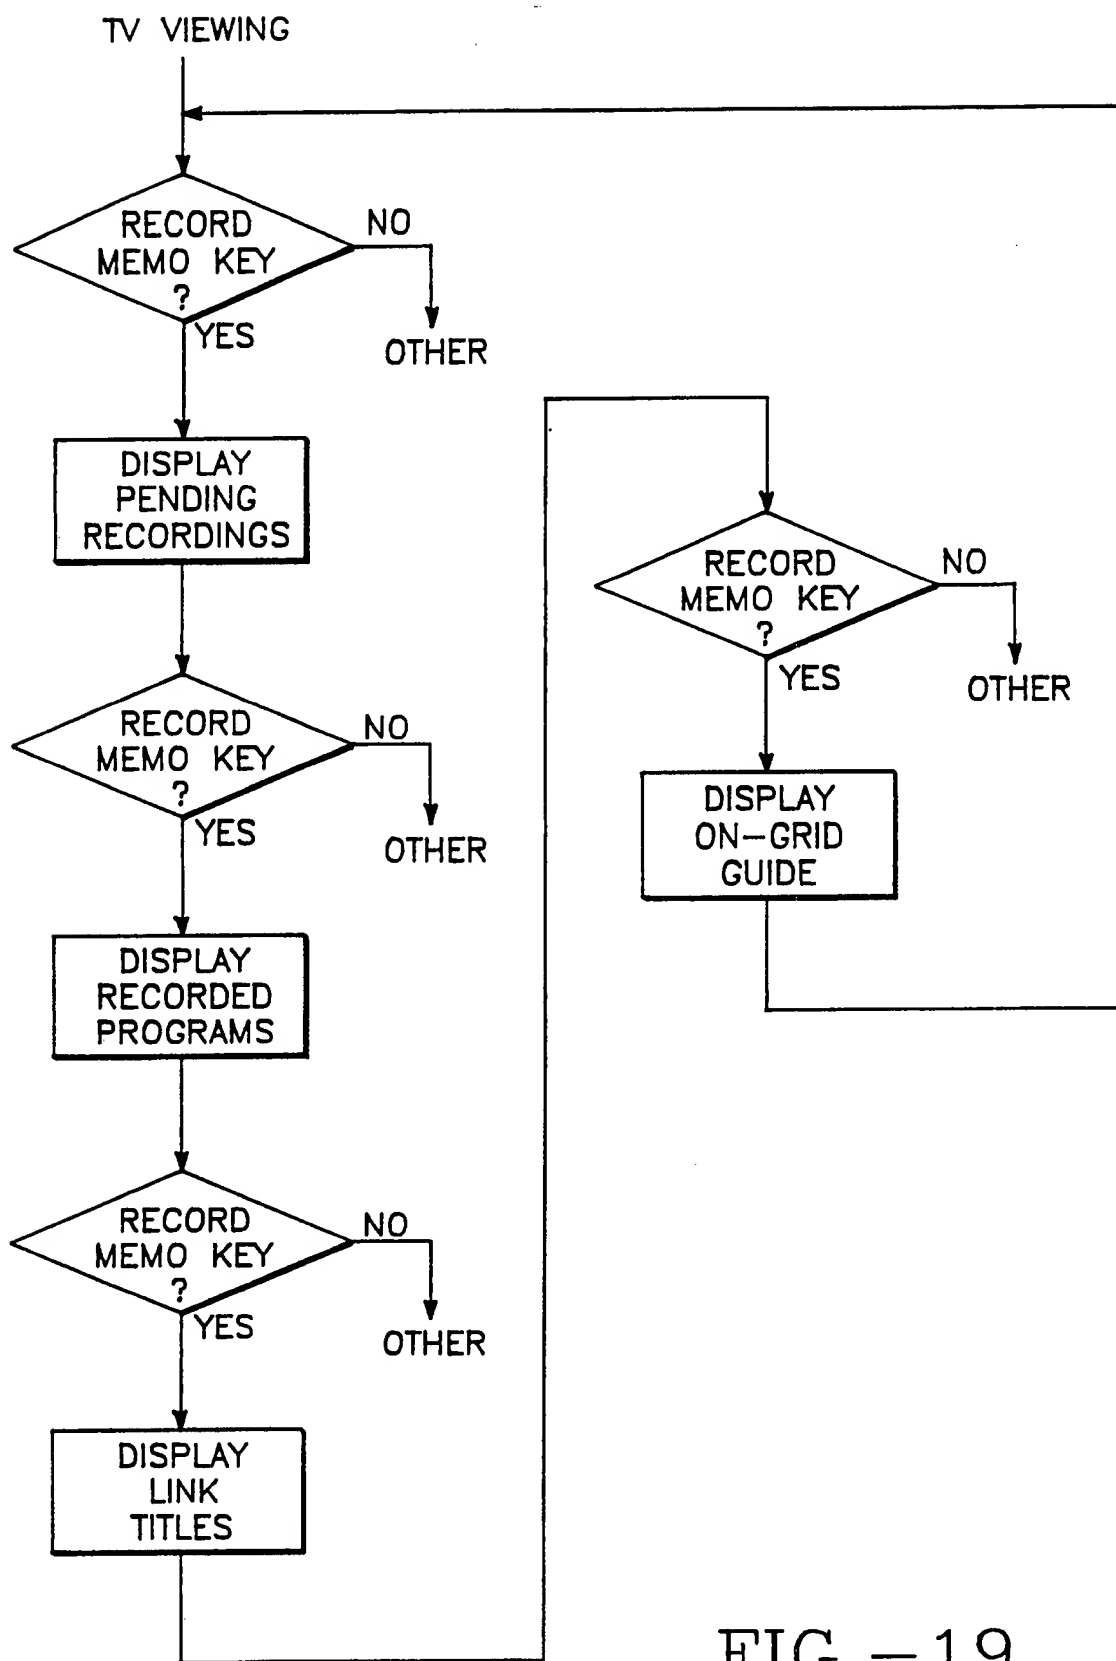 TV VIEWING
RECORD
MEMO KEY
?
NO
YES
OTHER
DISPLAY
PENDING
RECORDINGS
RECORD
MEMO KEY
?
NO
YES
OTHER
DISPLAY
RECORDED
PROGRAMS
RECORD
MEMO KEY
?
NO
YES
OTHER
DISPLAY
LINK
TITLES
RECORD
MEMO KEY
?
NO
YES
OTHER
DISPLAY
ON-GRID
GUIDE
FIG.-19